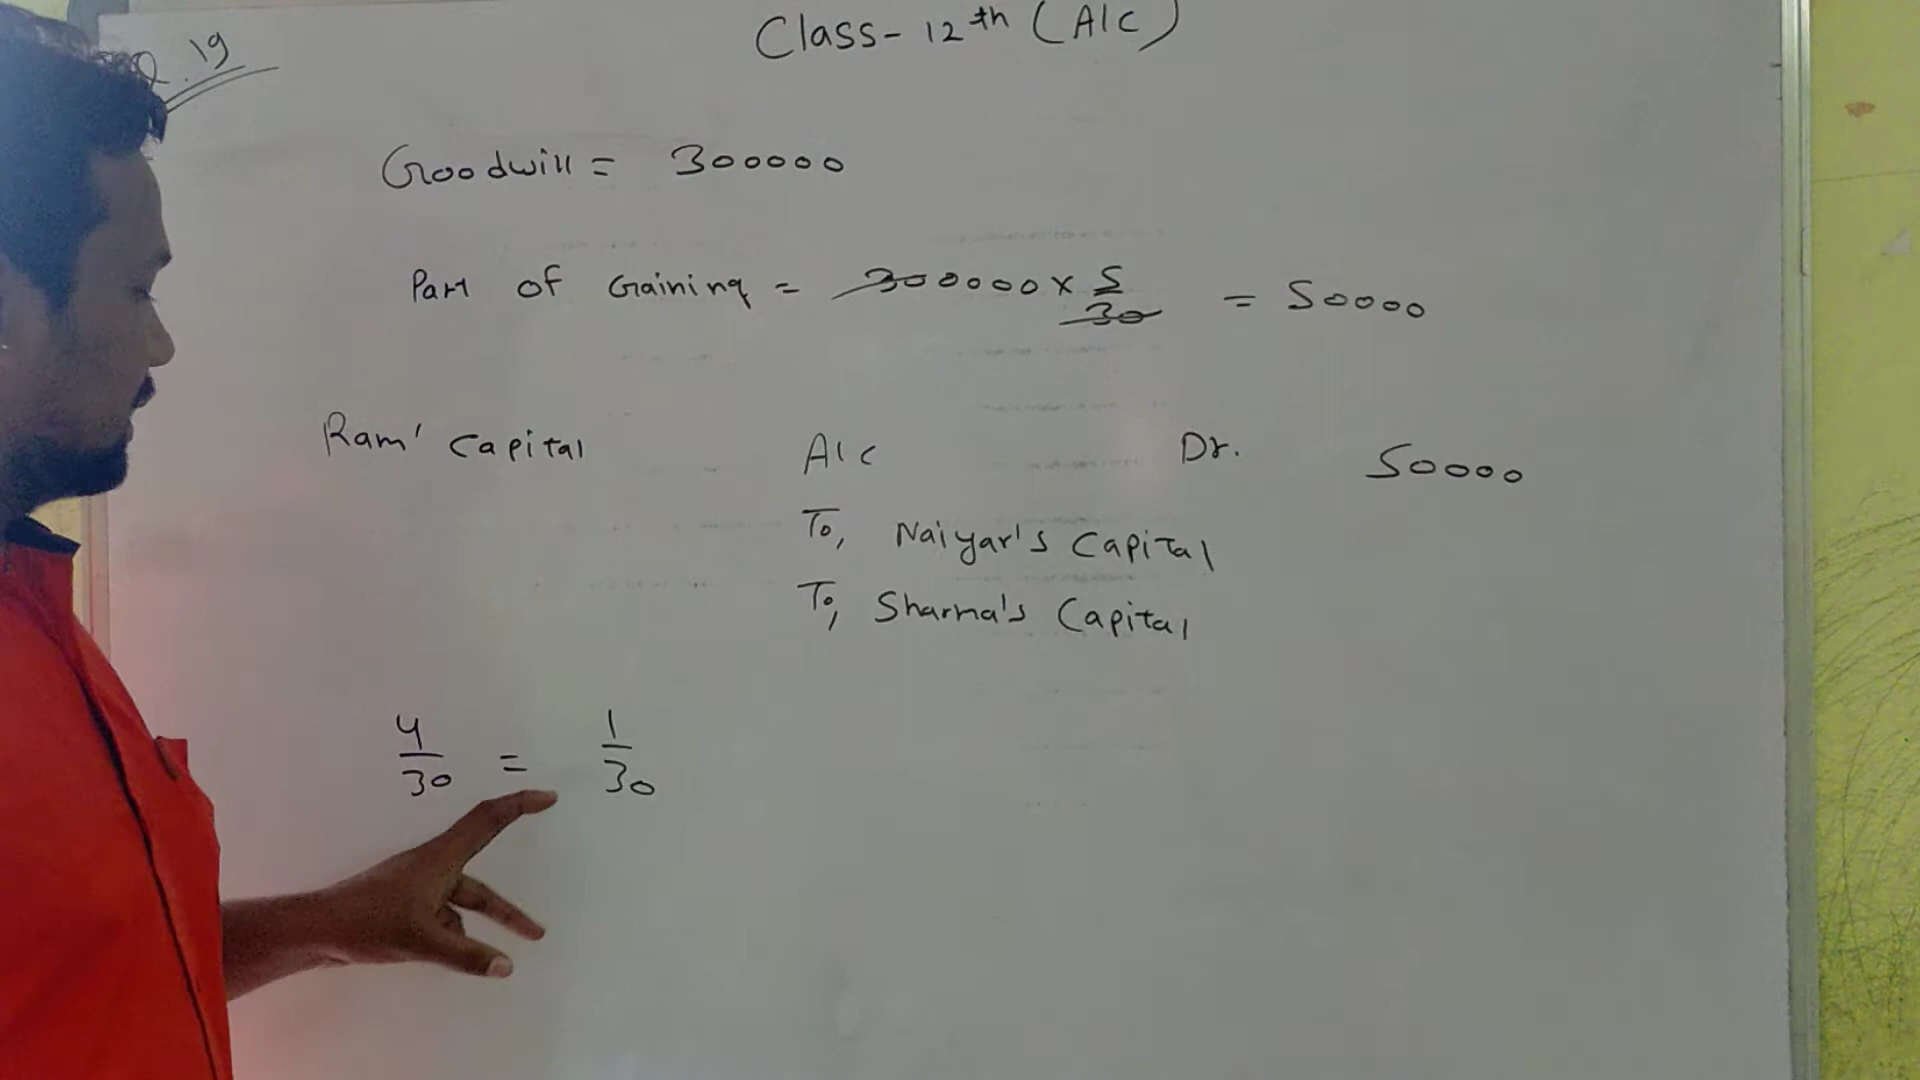 Class-12th (A/c)
Q.19
Goodwill = 300000
Part of Gaining = 300000 x 5/30 = 50000
Ram' Capital A/c Dr. 50000
To, Naiyar's Capital
To, Sharma's Capital
4/30 = 1/30